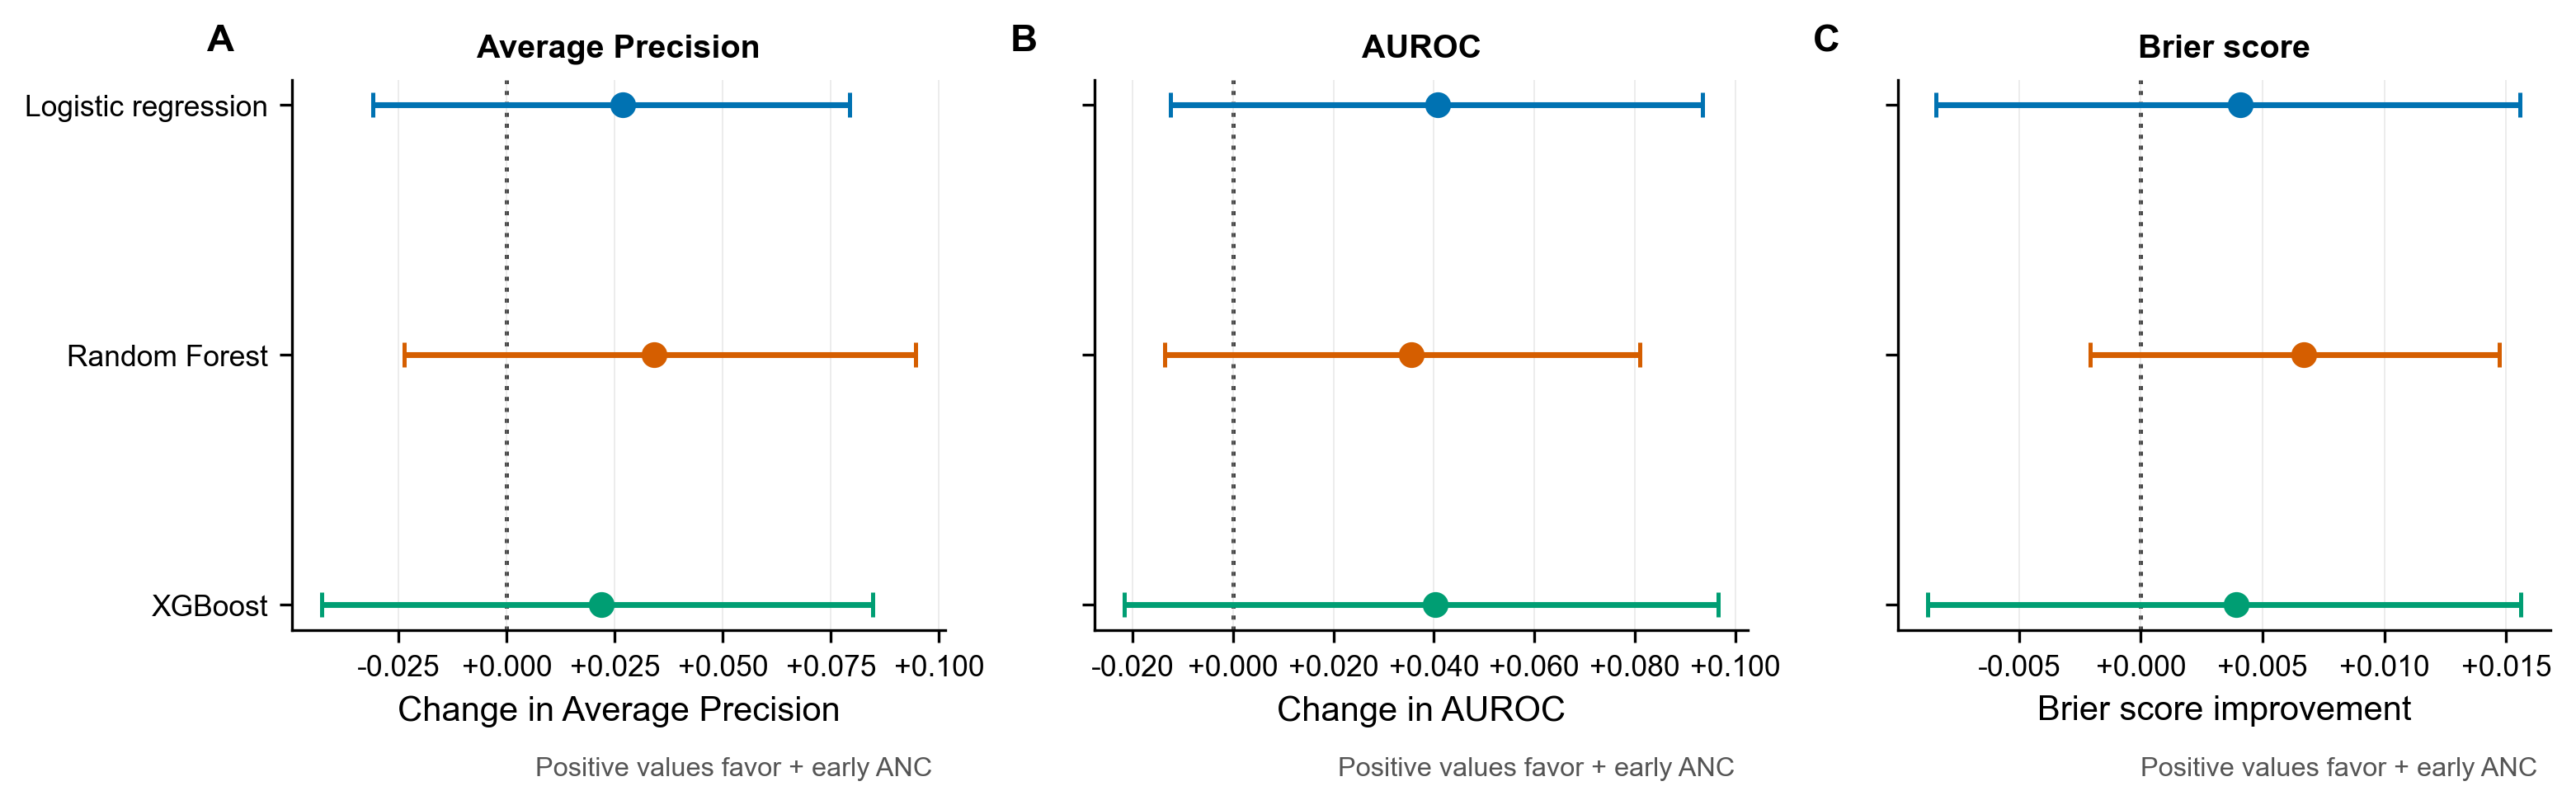 A
Average Precision
Logistic regression
Random Forest
XGBoost
-0.025 +0.000 +0.025 +0.050 +0.075 +0.100
Change in Average Precision
Positive values favor + early ANC
B
AUROC
-0.020 +0.000 +0.020 +0.040 +0.060 +0.080 +0.100
Change in AUROC
Positive values favor + early ANC
C
Brier score
-0.005 +0.000 +0.005 +0.010 +0.015
Brier score improvement
Positive values favor + early ANC